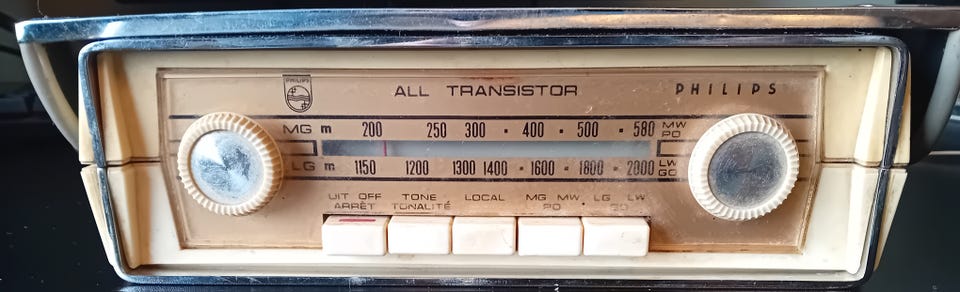 PHILIPS
ALL TRANSISTOR
PHILIPS
MG m 200 250 300 400 500 580 MW PO
LG m 1150 1200 1300 1400 1600 1800 2000 LW GO
UIT OFF TONE LOCAL MG MW LG LW
ARRÊT TONALITÉ PO GO